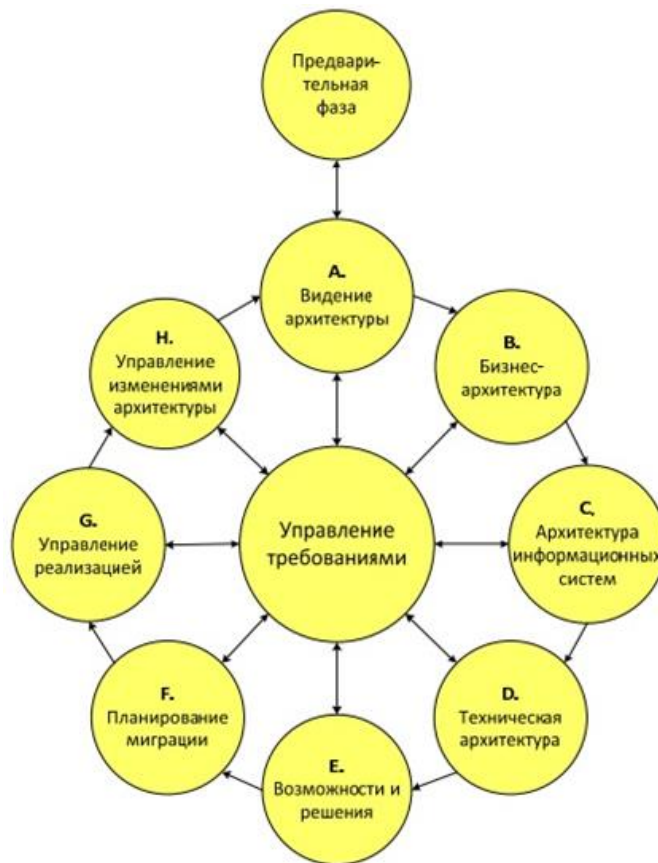 Предвари-
тельная
фаза
A.
Видение
архитектуры
B.
Бизнес-
архитектура
C.
Архитектура
информационных
систем
D.
Техническая
архитектура
E.
Возможности и
решения
F.
Планирование
миграции
G.
Управление
реализацией
H.
Управление
изменениями
архитектуры
Управление
требованиями